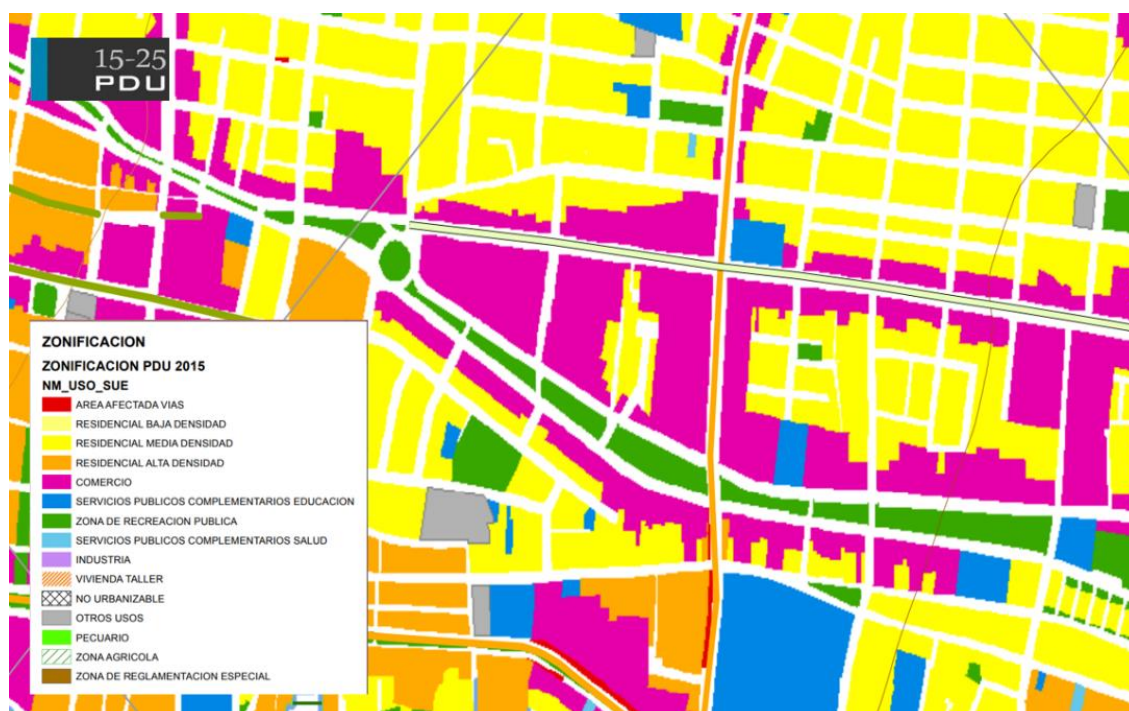 15-25
PDU
ZONIFICACION
ZONIFICACION PDU 2015
NM_USO_SUE
AREA AFECTADA VIAS
RESIDENCIAL BAJA DENSIDAD
RESIDENCIAL MEDIA DENSIDAD
RESIDENCIAL ALTA DENSIDAD
COMERCIO
SERVICIOS PUBLICOS COMPLEMENTARIOS EDUCACION
ZONA DE RECREACION PUBLICA
SERVICIOS PUBLICOS COMPLEMENTARIOS SALUD
INDUSTRIA
VIVIENDA TALLER
NO URBANIZABLE
OTROS USOS
PECUARIO
ZONA AGRICOLA
ZONA DE REGLAMENTACION ESPECIAL